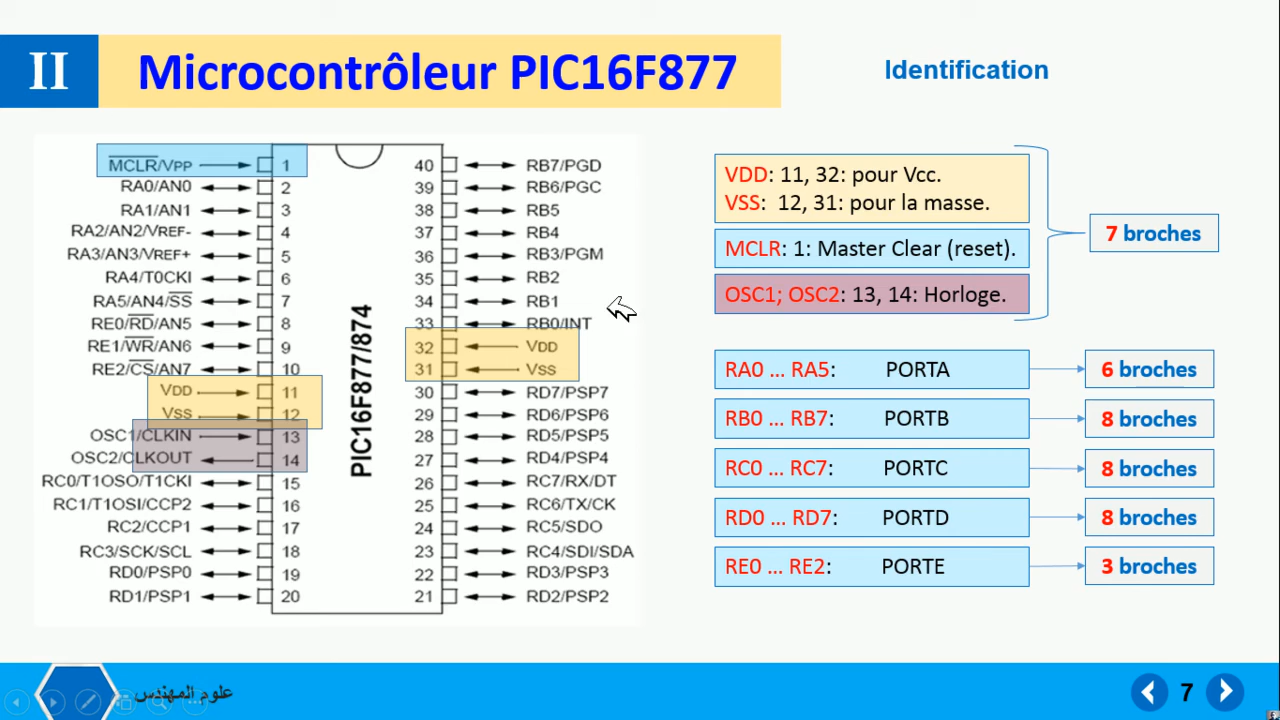 II
Microcontrôleur PIC16F877
Identification
MCLR/VPP 1
RA0/AN0 2
RA1/AN1 3
RA2/AN2/VREF- 4
RA3/AN3/VREF+ 5
RA4/T0CKI 6
RA5/AN4/SS 7
RE0/RD/AN5 8
RE1/WR/AN6 9
RE2/CS/AN7 10
VDD 11
VSS 12
OSC1/CLKIN 13
OSC2/CLKOUT 14
RC0/T1OSO/T1CKI 15
RC1/T1OSI/CCP2 16
RC2/CCP1 17
RC3/SCK/SCL 18
RD0/PSP0 19
RD1/PSP1 20
PIC16F877/874
40 RB7/PGD
39 RB6/PGC
38 RB5
37 RB4
36 RB3/PGM
35 RB2
34 RB1
33 RB0/INT
32 VDD
31 VSS
30 RD7/PSP7
29 RD6/PSP6
28 RD5/PSP5
27 RD4/PSP4
26 RC7/RX/DT
25 RC6/TX/CK
24 RC5/SDO
23 RC4/SDI/SDA
22 RD3/PSP3
21 RD2/PSP2
VDD: 11, 32: pour Vcc.
VSS: 12, 31: pour la masse.
MCLR: 1: Master Clear (reset).
OSC1; OSC2: 13, 14: Horloge.
7 broches
RA0 ... RA5: PORTA 6 broches
RB0 ... RB7: PORTB 8 broches
RC0 ... RC7: PORTC 8 broches
RD0 ... RD7: PORTD 8 broches
RE0 ... RE2: PORTE 3 broches
علوم المهندس
7